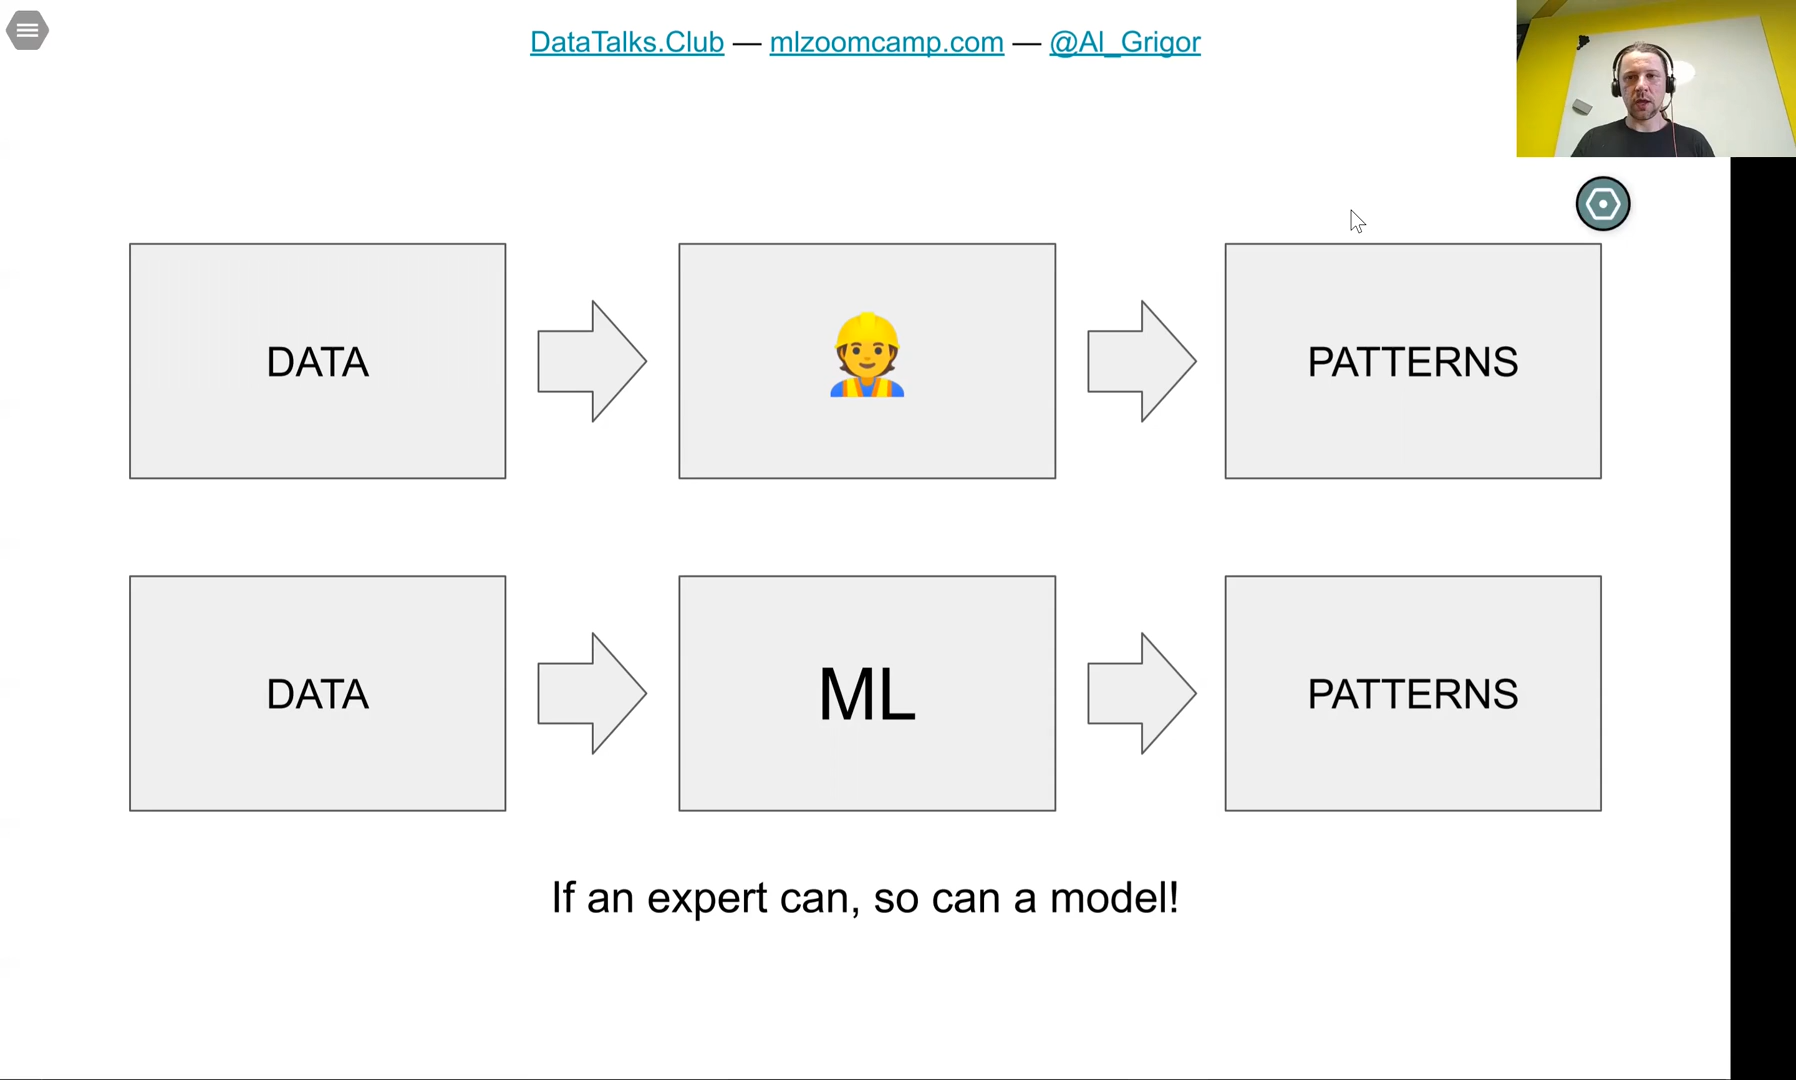 DataTalks.Club — mlzoomcamp.com — @Al_Grigor
DATA
PATTERNS
DATA
ML
PATTERNS
If an expert can, so can a model!